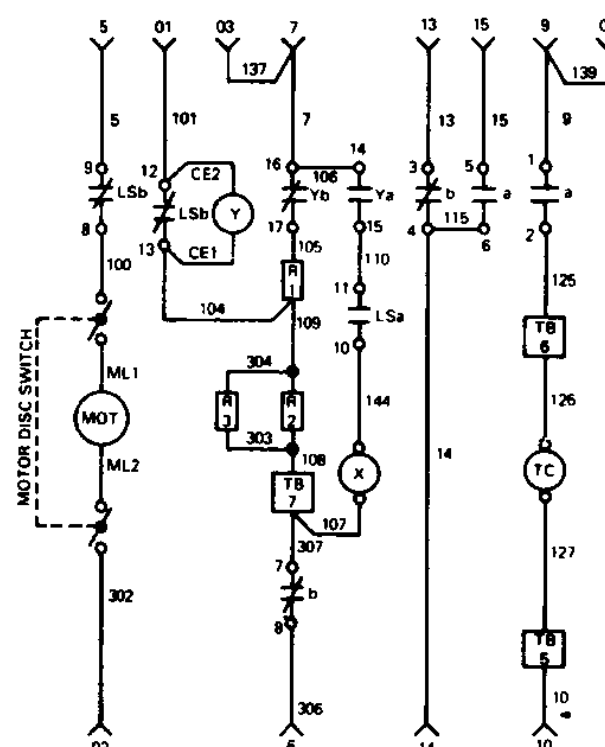 5 01 03 7 13 15 9
137 139
5 101 7 13 15 9
9 12 CE2 16 106 14 3 5 1
LSb LSb Y Yb Ya b a a
8 13 CE1 17 15 4 115 6 2
100 105 110 125
A 1 11
104 109 LSa TB 6
10
304
ML1 126
MOTOR DISC SWITCH
MOT A J A 2 144
303 14
ML2 108 X TC
TB 7
107
307 127
7
302 b
8 TB 5
306 10
6 14 10